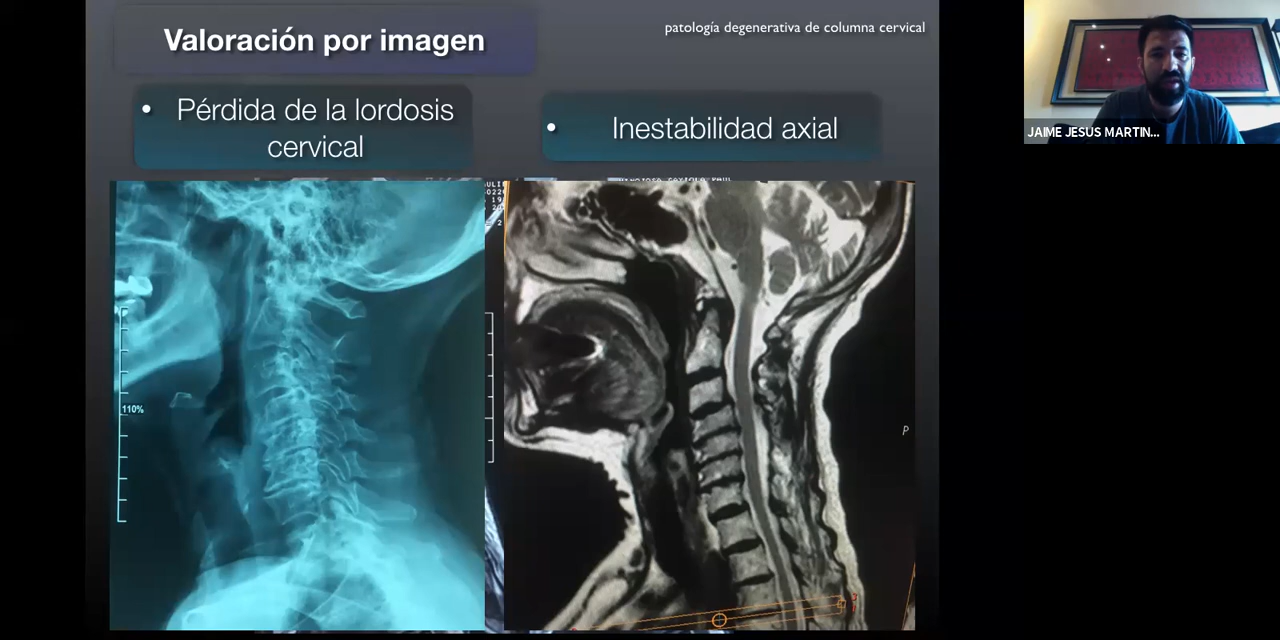 Valoración por imagen
patología degenerativa de columna cervical
• Pérdida de la lordosis
cervical
• Inestabilidad axial
JAIME JESUS MARTIN...
110%
P